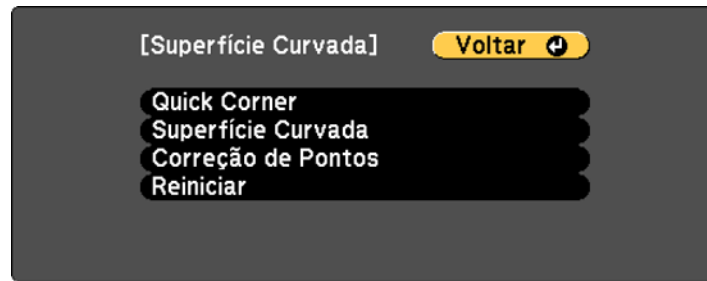 [Superfície Curvada] Voltar
Quick Corner
Superfície Curvada
Correção de Pontos
Reiniciar